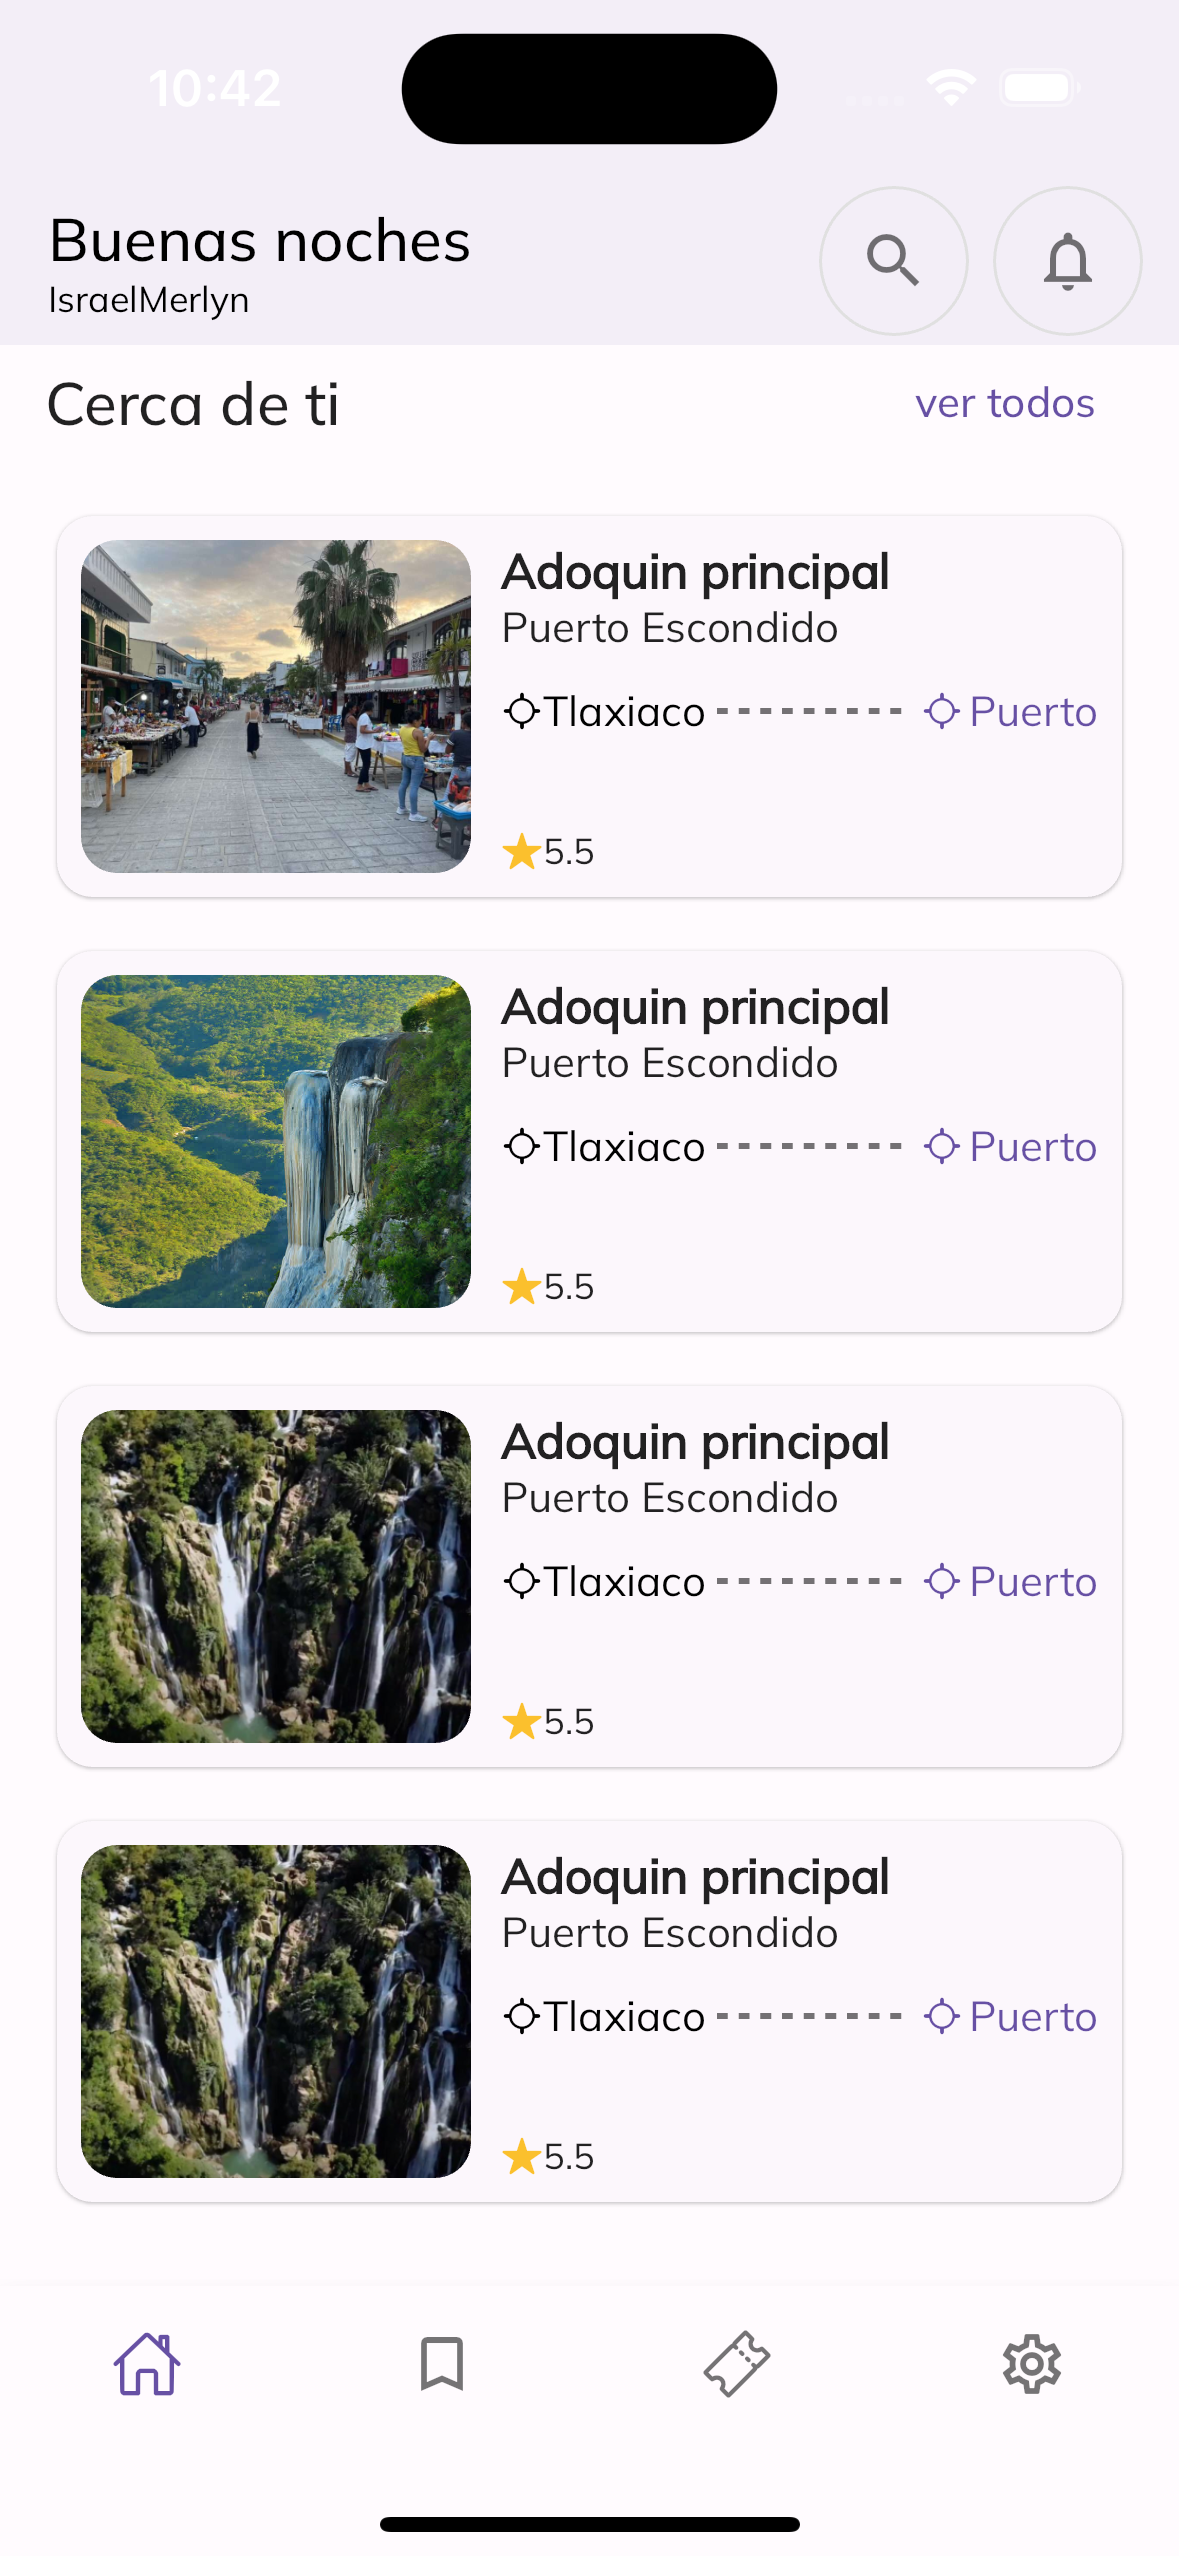 10:42
Buenas noches
IsraelMerlyn
Cerca de ti
ver todos
Adoquin principal
Puerto Escondido
Tlaxiaco Puerto
5.5
Adoquin principal
Puerto Escondido
Tlaxiaco Puerto
5.5
Adoquin principal
Puerto Escondido
Tlaxiaco Puerto
5.5
Adoquin principal
Puerto Escondido
Tlaxiaco Puerto
5.5